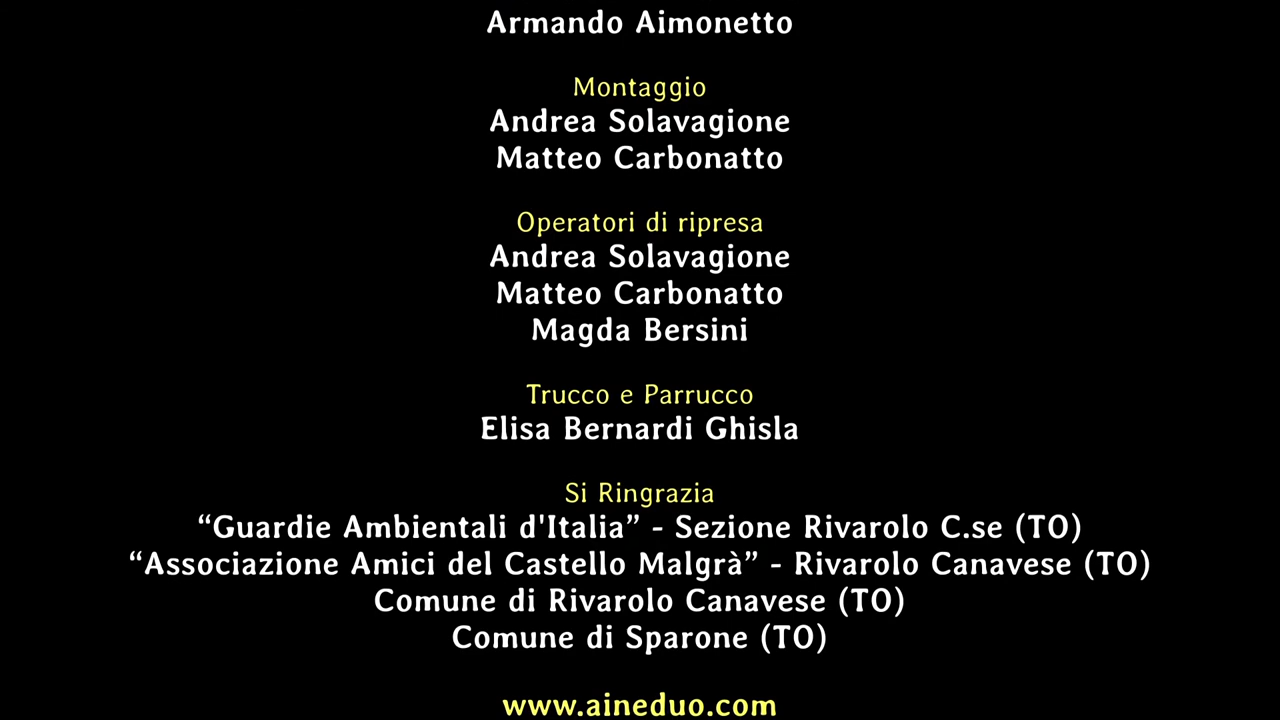 Armando Aimonetto
Montaggio
Andrea Solavagione
Matteo Carbonatto
Operatori di ripresa
Andrea Solavagione
Matteo Carbonatto
Magda Bersini
Trucco e Parrucco
Elisa Bernardi Ghisla
Si Ringrazia
“Guardie Ambientali d'Italia” - Sezione Rivarolo C.se (TO)
“Associazione Amici del Castello Malgrà” - Rivarolo Canavese (TO)
Comune di Rivarolo Canavese (TO)
Comune di Sparone (TO)
www.aineduo.com